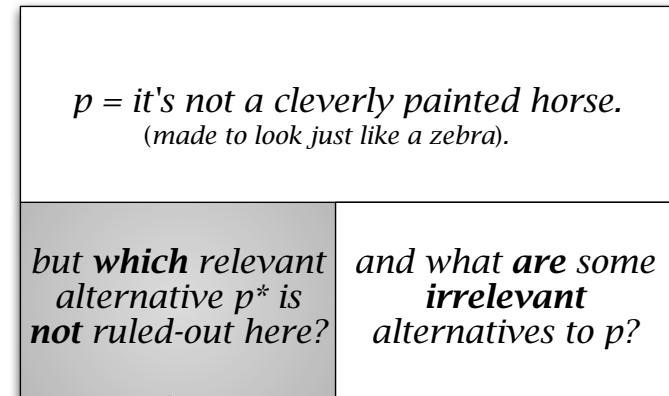 p = it's not a cleverly painted horse.
(made to look just like a zebra).
but which relevant
alternative p* is
not ruled-out here?
and what are some
irrelevant
alternatives to p?